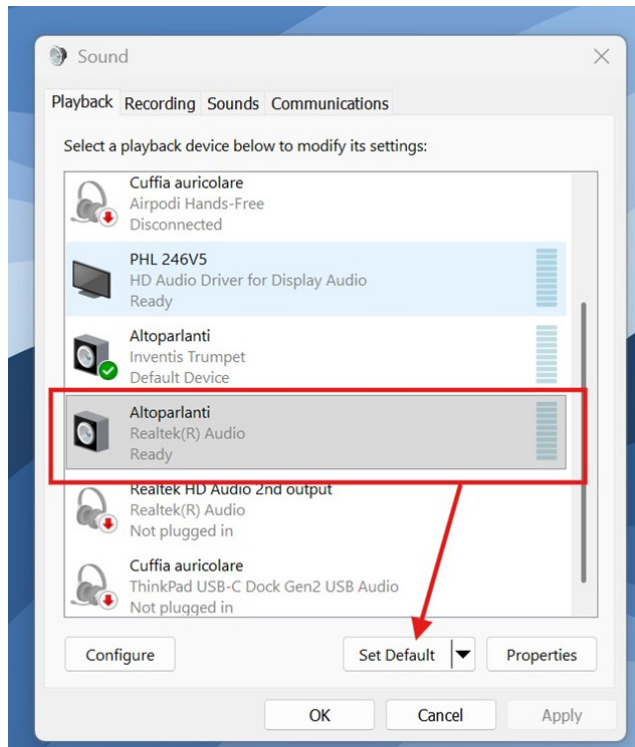 Sound
Playback Recording Sounds Communications
Select a playback device below to modify its settings:
Cuffia auricolare
Airpodi Hands-Free
Disconnected
PHL 246V5
HD Audio Driver for Display Audio
Ready
Altoparlanti
Inventis Trumpet
Default Device
Altoparlanti
Realtek(R) Audio
Ready
Realtek HD Audio 2nd output
Realtek(R) Audio
Not plugged in
Cuffia auricolare
ThinkPad USB-C Dock Gen2 USB Audio
Not plugged in
Configure Set Default Properties
OK Cancel Apply